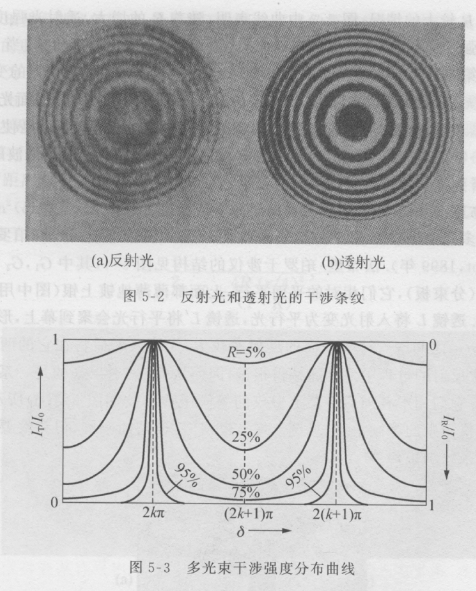 (a)反射光
(b)透射光
图 5-2 反射光和透射光的干涉条纹
1
0
R=5%
25%
50%
75%
95%
95%
I_T/I_0
I_R/I_0
0
1
2kπ
(2k+1)π
2(k+1)π
δ
图 5-3 多光束干涉强度分布曲线